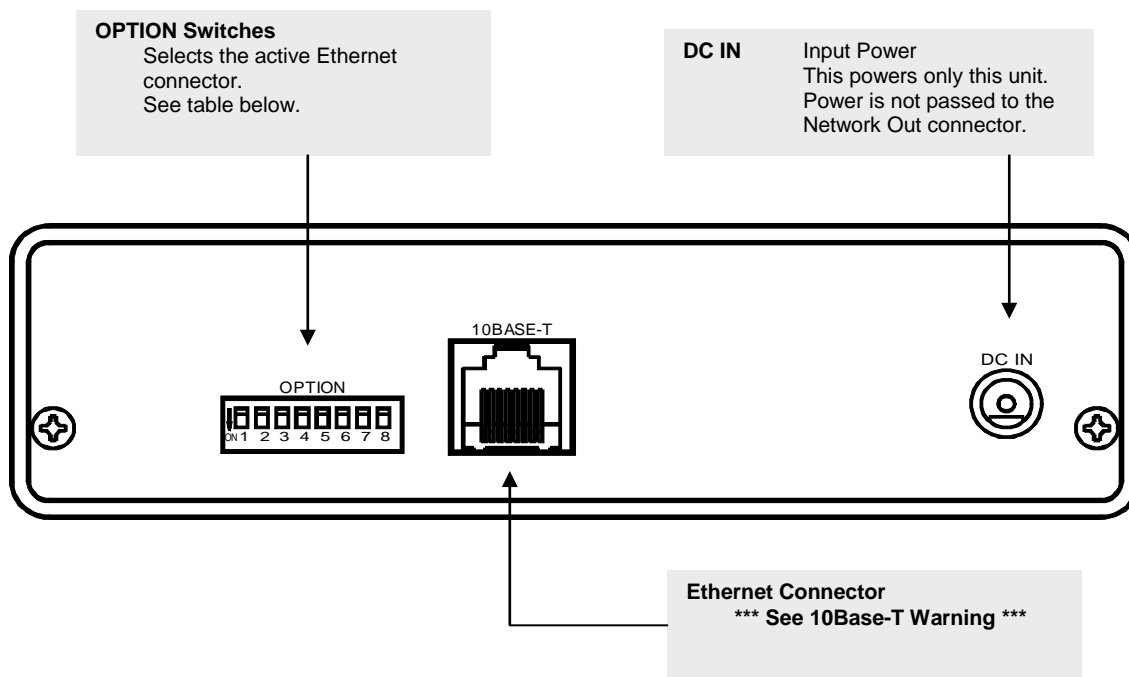 OPTION Switches
Selects the active Ethernet
connector.
See table below.
DC IN Input Power
This powers only this unit.
Power is not passed to the
Network Out connector.
10BASE-T
DC IN
OPTION
ON 1 2 3 4 5 6 7 8
Ethernet Connector
*** See 10Base-T Warning ***